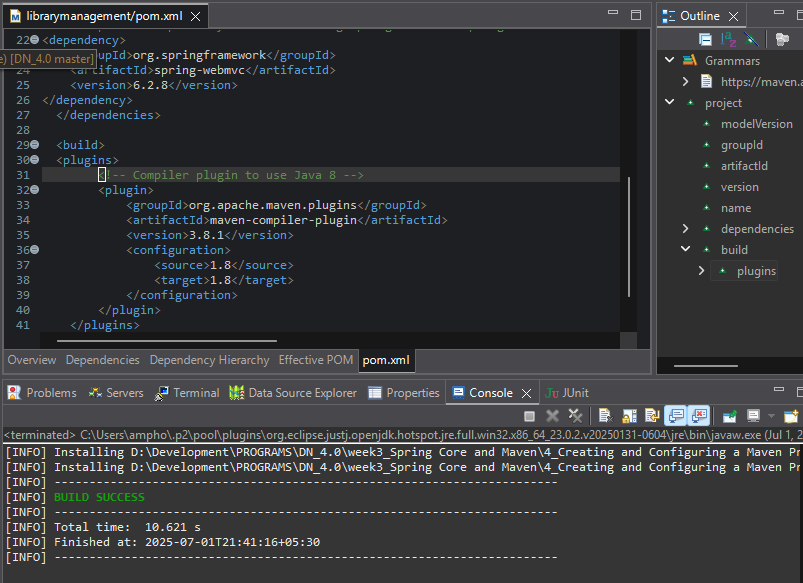 librarymanagement/pom.xml
22 <dependency>
upId>org.springframework</groupId>
e) [DN_4.0 master]
24 <artifactId>spring-webmvc</artifactId>
25 <version>6.2.8</version>
26 </dependency>
27 </dependencies>
28
29 <build>
30 <plugins>
31 <!-- Compiler plugin to use Java 8 -->
32 <plugin>
33 <groupId>org.apache.maven.plugins</groupId>
34 <artifactId>maven-compiler-plugin</artifactId>
35 <version>3.8.1</version>
36 <configuration>
37 <source>1.8</source>
38 <target>1.8</target>
39 </configuration>
40 </plugin>
41 </plugins>
Overview Dependencies Dependency Hierarchy Effective POM pom.xml
Outline
Grammars
https://maven.a
project
modelVersion
groupId
artifactId
version
name
dependencies
build
plugins
Problems Servers Terminal Data Source Explorer Properties Console JUnit
<terminated> C:\Users\ampho\.p2\pool\plugins\org.eclipse.justj.openjdk.hotspot.jre.full.win32.x86_64_23.0.2.v20250131-0604\jre\bin\javaw.exe (Jul 1, 2
[INFO] Installing D:\Development\PROGRAMS\DN_4.0\week3_Spring Core and Maven\4_Creating and Configuring a Maven Pr
[INFO] Installing D:\Development\PROGRAMS\DN_4.0\week3_Spring Core and Maven\4_Creating and Configuring a Maven Pr
[INFO] ------------------------------------------------------------------------
[INFO] BUILD SUCCESS
[INFO] ------------------------------------------------------------------------
[INFO] Total time:  10.621 s
[INFO] Finished at: 2025-07-01T21:41:16+05:30
[INFO] ------------------------------------------------------------------------